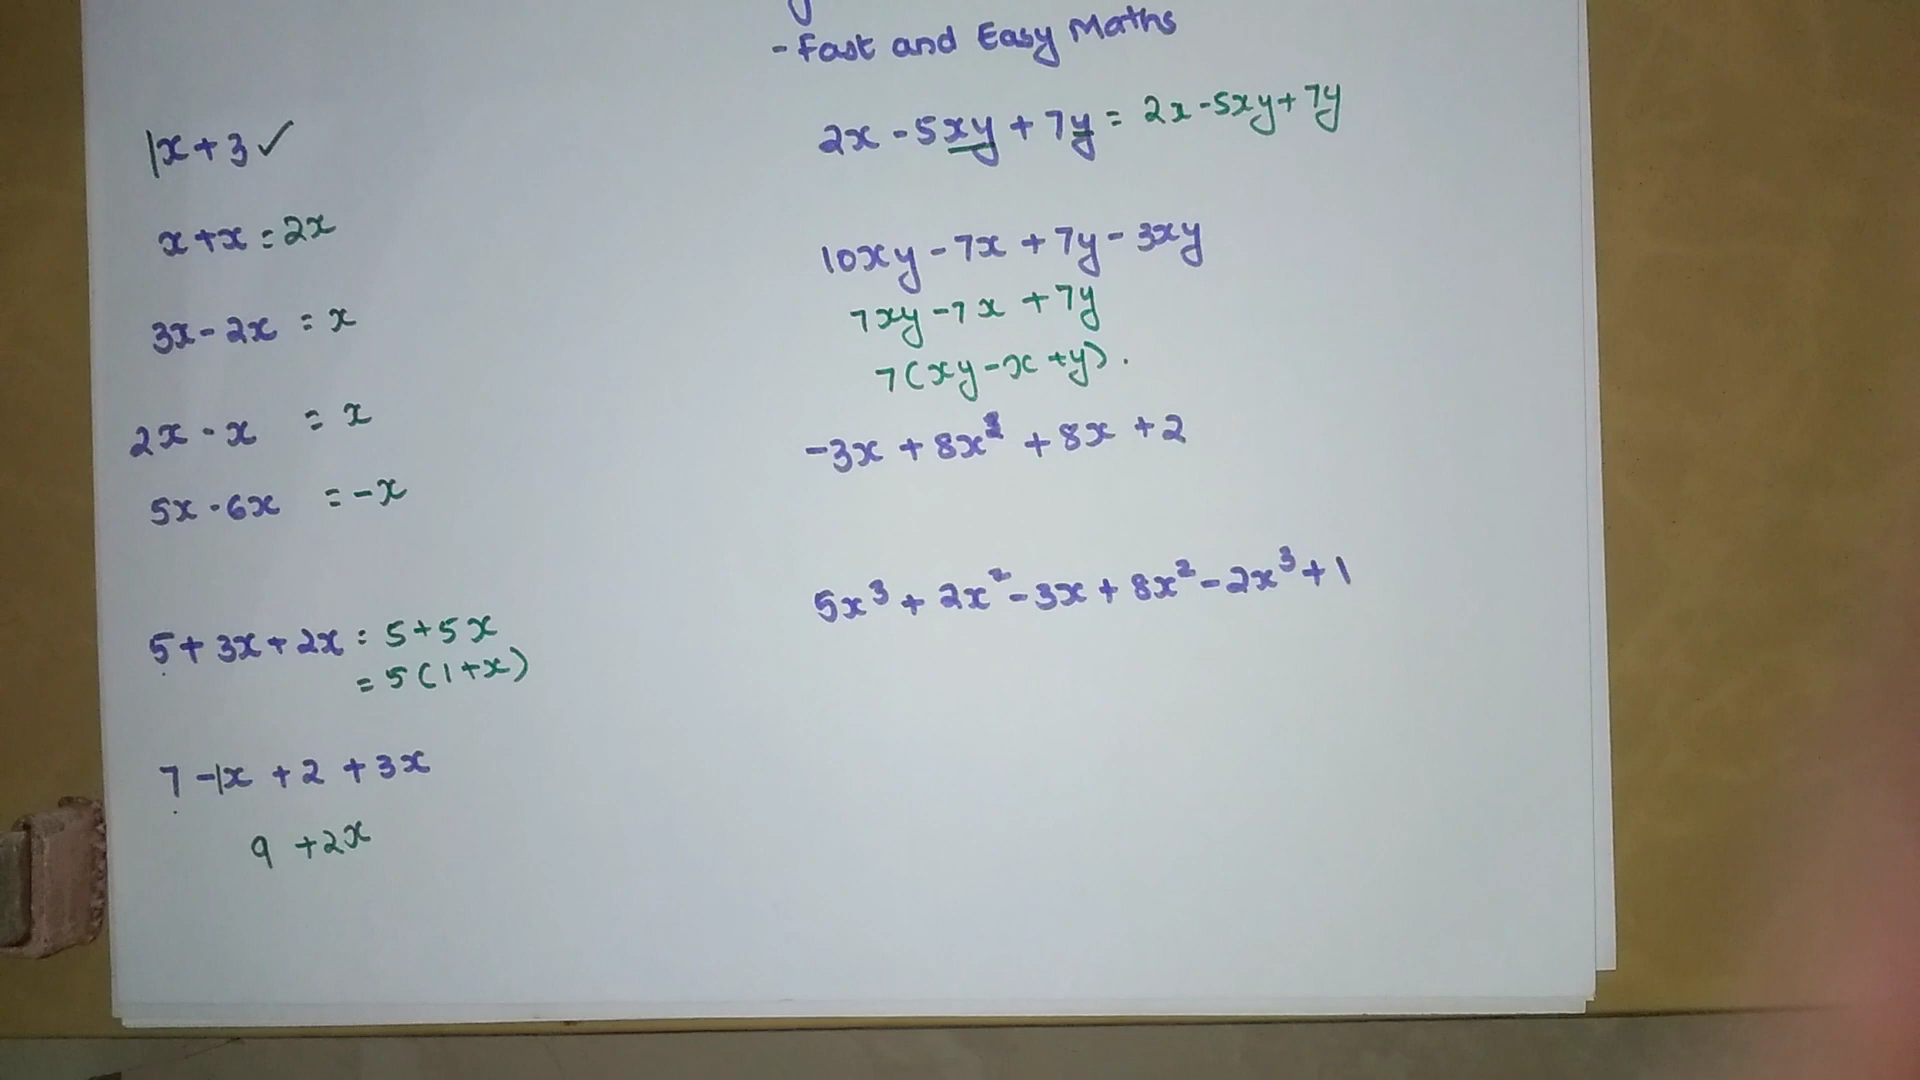 - Fast and Easy Maths
1x + 3 ✓
x + x = 2x
3x - 2x = x
2x - x = x
5x - 6x = -x
5 + 3x + 2x = 5 + 5x
= 5(1 + x)
7 - 1x + 2 + 3x
9 + 2x
2x - 5xy + 7y = 2x - 5xy + 7y
10xy - 7x + 7y - 3xy
7xy - 7x + 7y
7(xy - x + y).
-3x + 8x² + 8x + 2
5x³ + 2x² - 3x + 8x² - 2x³ + 1